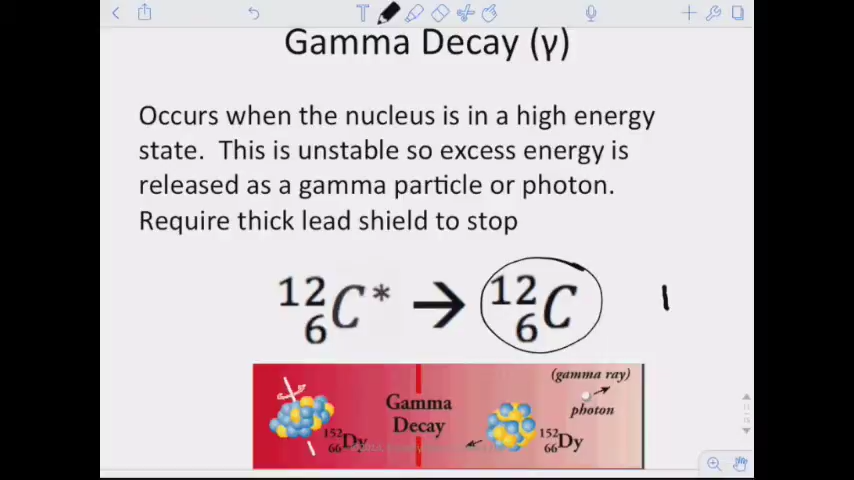 Gamma Decay (γ)
Occurs when the nucleus is in a high energy
state. This is unstable so excess energy is
released as a gamma particle or photon.
Require thick lead shield to stop
¹²₆C* → ¹²₆C
(gamma ray)
photon
Gamma
Decay
¹⁵²₆₆Dy
¹⁵²₆₆Dy